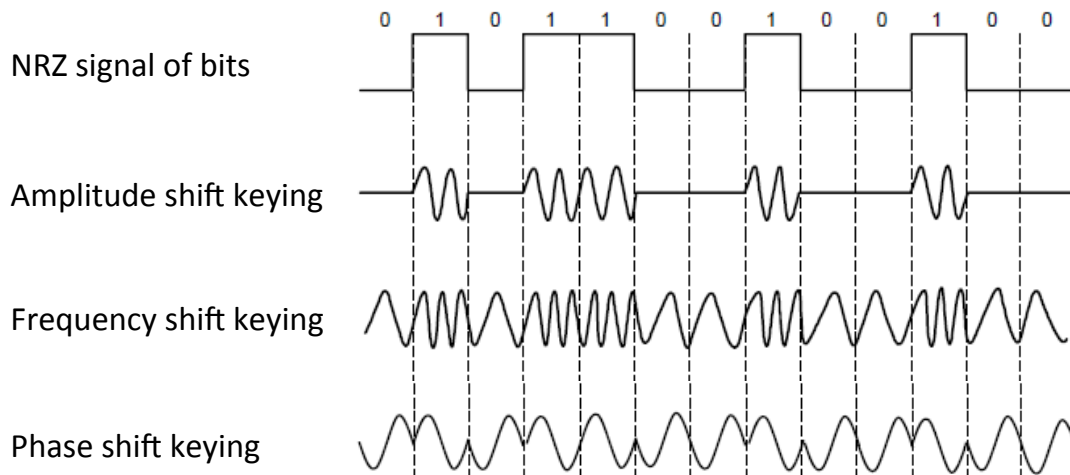 0 1 0 1 1 0 0 1 0 0 1 0 0
NRZ signal of bits
Amplitude shift keying
Frequency shift keying
Phase shift keying